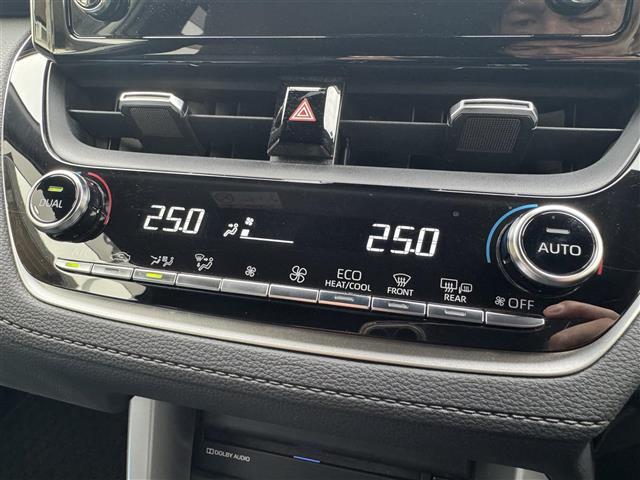 DUAL
25.0
25.0
AUTO
ECO
HEAT/COOL
FRONT
REAR
OFF
DOLBY AUDIO